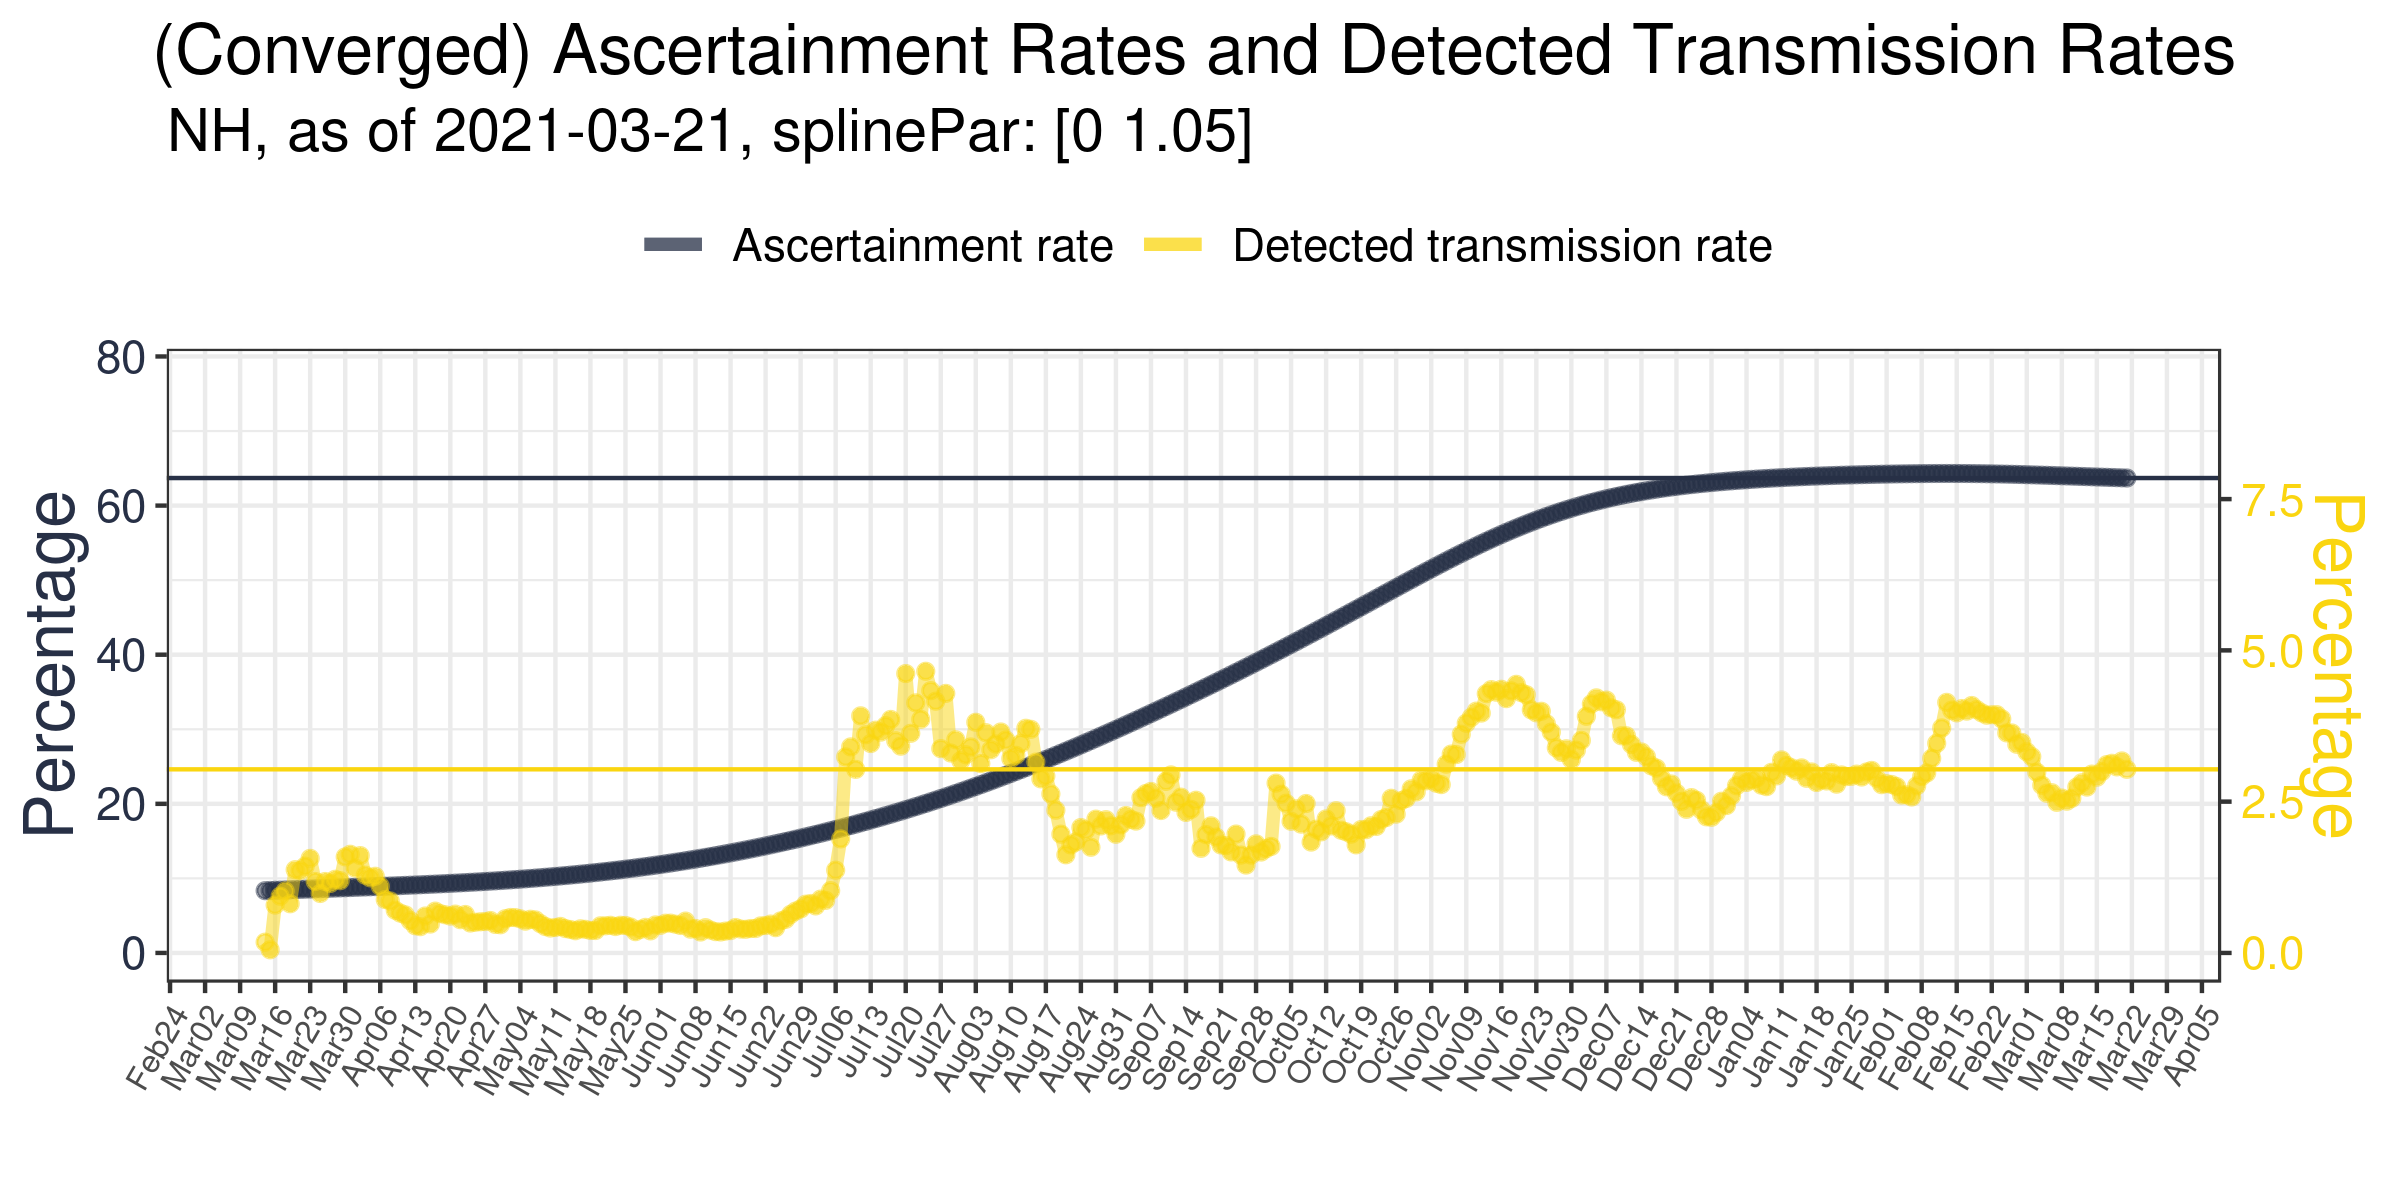 (Converged) Ascertainment Rates and Detected Transmission Rates
NH, as of 2021-03-21, splinePar: [0 1.05]
Ascertainment rate
Detected transmission rate
Percentage
80
60
40
20
0
7.5
5.0
2.5
0.0
Percentage
Feb24
Mar02
Mar09
Mar16
Mar23
Mar30
Apr06
Apr13
Apr20
Apr27
May04
May11
May18
May25
Jun01
Jun08
Jun15
Jun22
Jun29
Jul06
Jul13
Jul20
Jul27
Aug03
Aug10
Aug17
Aug24
Aug31
Sep07
Sep14
Sep21
Sep28
Oct05
Oct12
Oct19
Oct26
Nov02
Nov09
Nov16
Nov23
Nov30
Dec07
Dec14
Dec21
Dec28
Jan04
Jan11
Jan18
Jan25
Feb01
Feb08
Feb15
Feb22
Mar01
Mar08
Mar15
Mar22
Mar29
Apr05